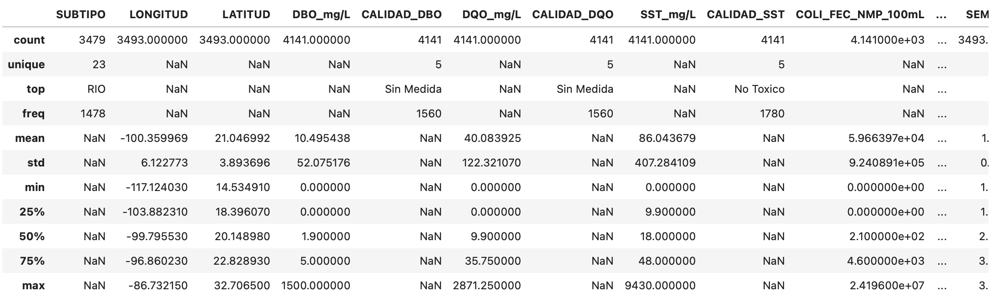 SUBTIPO LONGITUD LATITUD DBO_mg/L CALIDAD_DBO DQO_mg/L CALIDAD_DQO SST_mg/L CALIDAD_SST COLI_FEC_NMP_100mL ... SEM
count 3479 3493.000000 3493.000000 4141.000000 4141 4141.000000 4141 4141.000000 4141 4.141000e+03 ... 3493.
unique 23 NaN NaN NaN 5 NaN 5 NaN 5 NaN ...
top RIO NaN NaN NaN Sin Medida NaN Sin Medida NaN No Toxico NaN ...
freq 1478 NaN NaN NaN 1560 NaN 1560 NaN 1780 NaN ...
mean NaN -100.359969 21.046992 10.495438 NaN 40.083925 NaN 86.043679 NaN 5.966397e+04 ... 1.
std NaN 6.122773 3.893696 52.075176 NaN 122.321070 NaN 407.284109 NaN 9.240891e+05 ... 0.
min NaN -117.124030 14.534910 0.000000 NaN 0.000000 NaN 0.000000 NaN 0.000000e+00 ... 1.
25% NaN -103.882310 18.396070 0.000000 NaN 0.000000 NaN 9.900000 NaN 0.000000e+00 ... 1.
50% NaN -99.795530 20.148980 1.900000 NaN 9.900000 NaN 18.000000 NaN 2.100000e+02 ... 2.
75% NaN -96.860230 22.828930 5.000000 NaN 35.750000 NaN 48.000000 NaN 4.600000e+03 ... 3.
max NaN -86.732150 32.706500 1500.000000 NaN 2871.250000 NaN 9430.000000 NaN 2.419600e+07 ... 3.